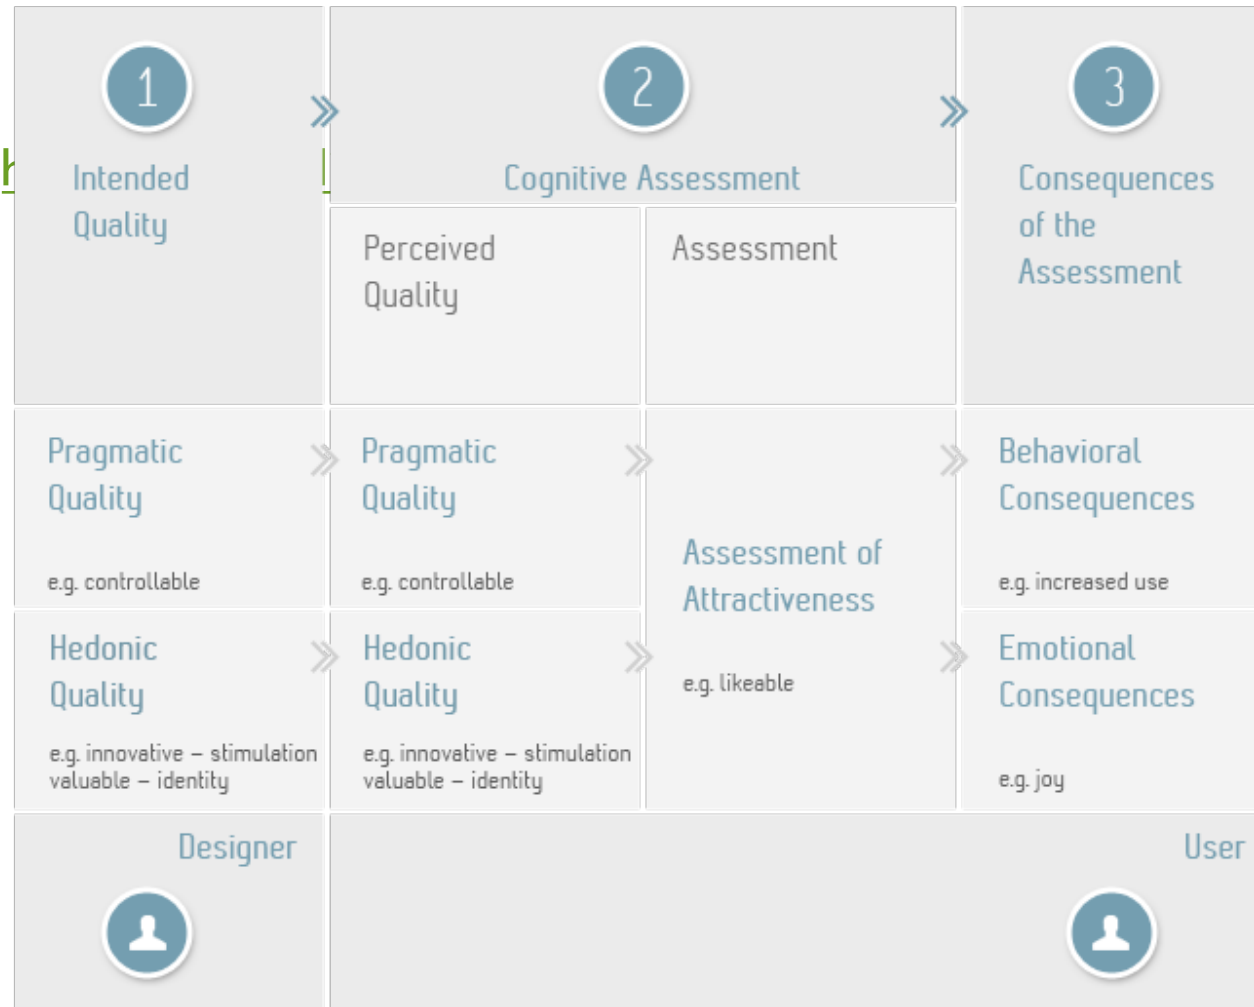 1
2
3
Intended
Quality
Cognitive Assessment
Consequences
of the
Assessment
Perceived
Quality
Assessment
Pragmatic
Quality
e.g. controllable
Pragmatic
Quality
e.g. controllable
Assessment of
Attractiveness
e.g. likeable
Behavioral
Consequences
e.g. increased use
Hedonic
Quality
e.g. innovative – stimulation
valuable – identity
Hedonic
Quality
e.g. innovative – stimulation
valuable – identity
Emotional
Consequences
e.g. joy
Designer
User